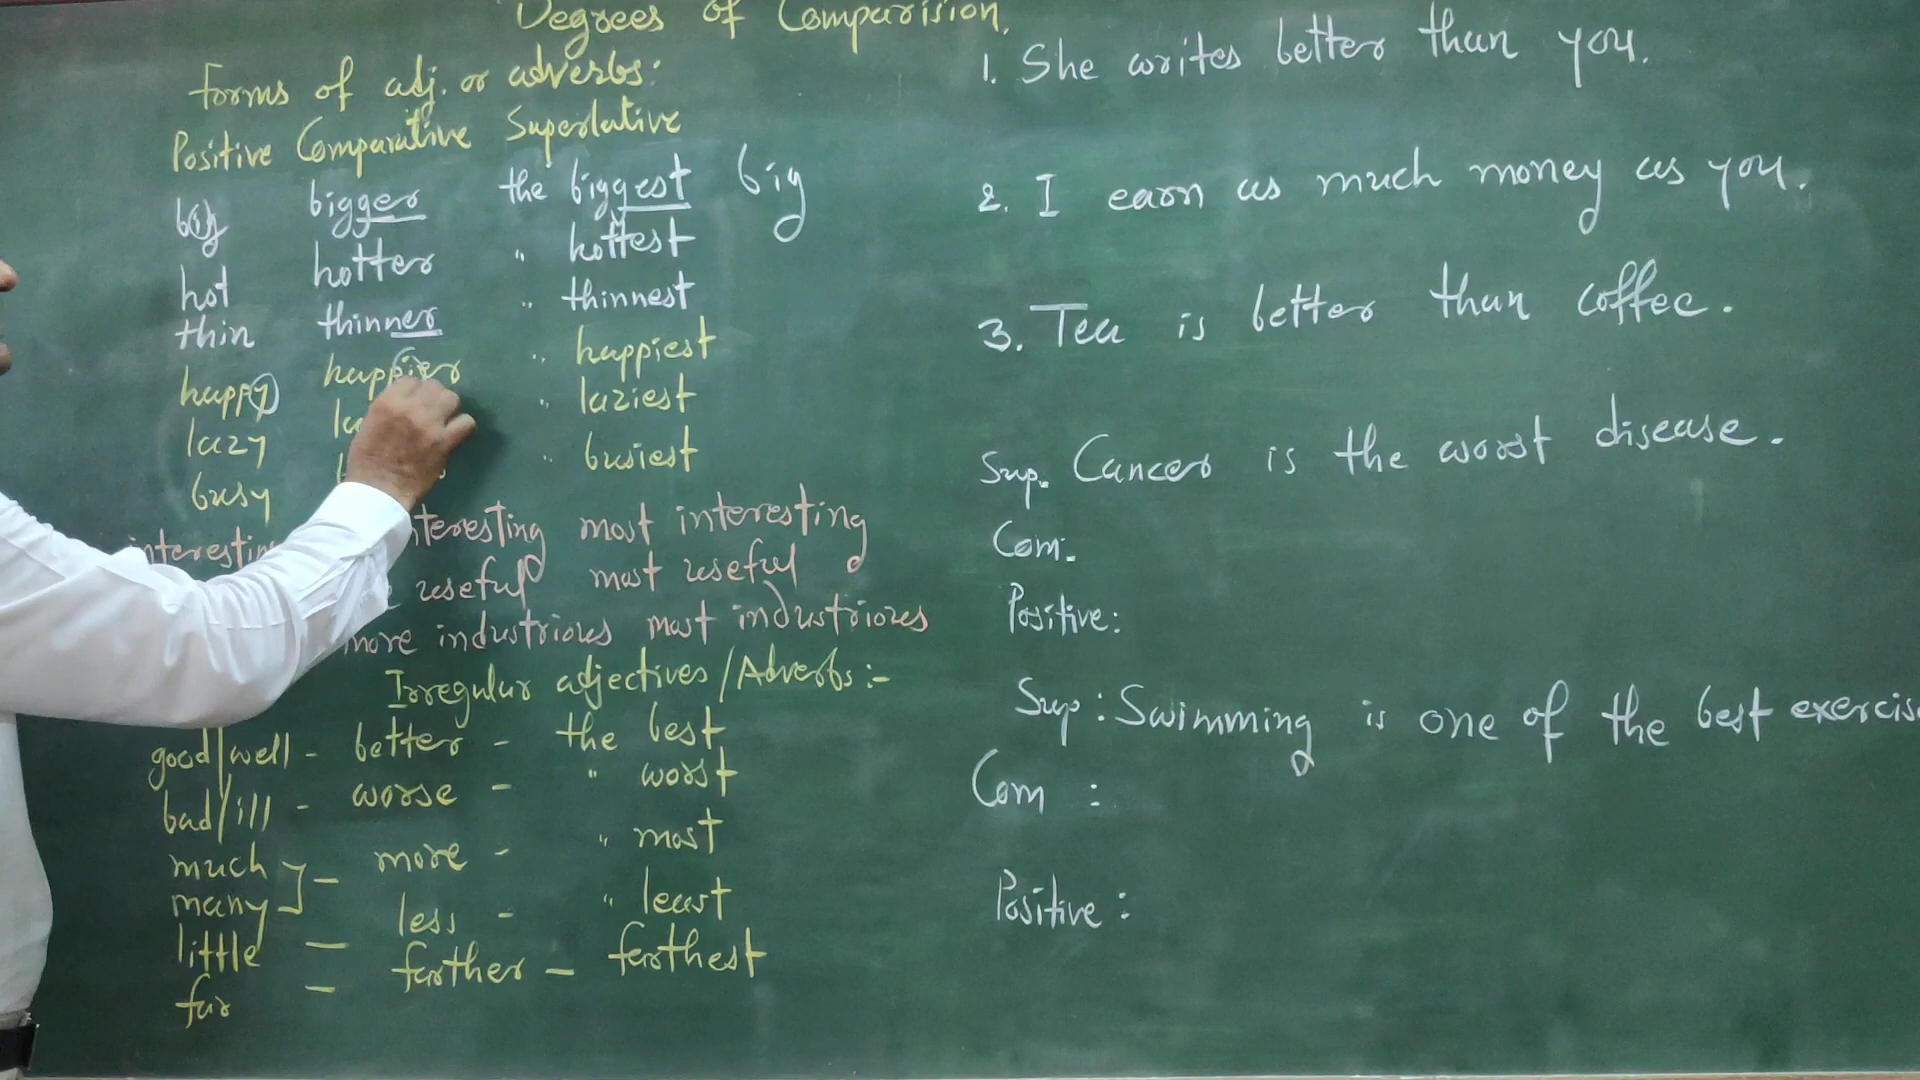 Degrees of Comparision.
Forms of adj. or adverbs:
Positive Comparative Superlative
big bigger the biggest big
hot hotter " hottest
thin thinner " thinnest
happy happier " happiest
lazy " laziest
busy " busiest
most interesting
useful most useful
more industrious most industrious
Irregular adjectives/Adverbs:-
good/well - better - the best
bad/ill - worse - " worst
much
many ] - more - " most
little - less - " least
far - farther - farthest
1. She writes better than you.
2. I earn as much money as you.
3. Tea is better than coffee.
Sup. Cancer is the worst disease.
Com.
Positive:
Sup: Swimming is one of the best
Com :
Positive :